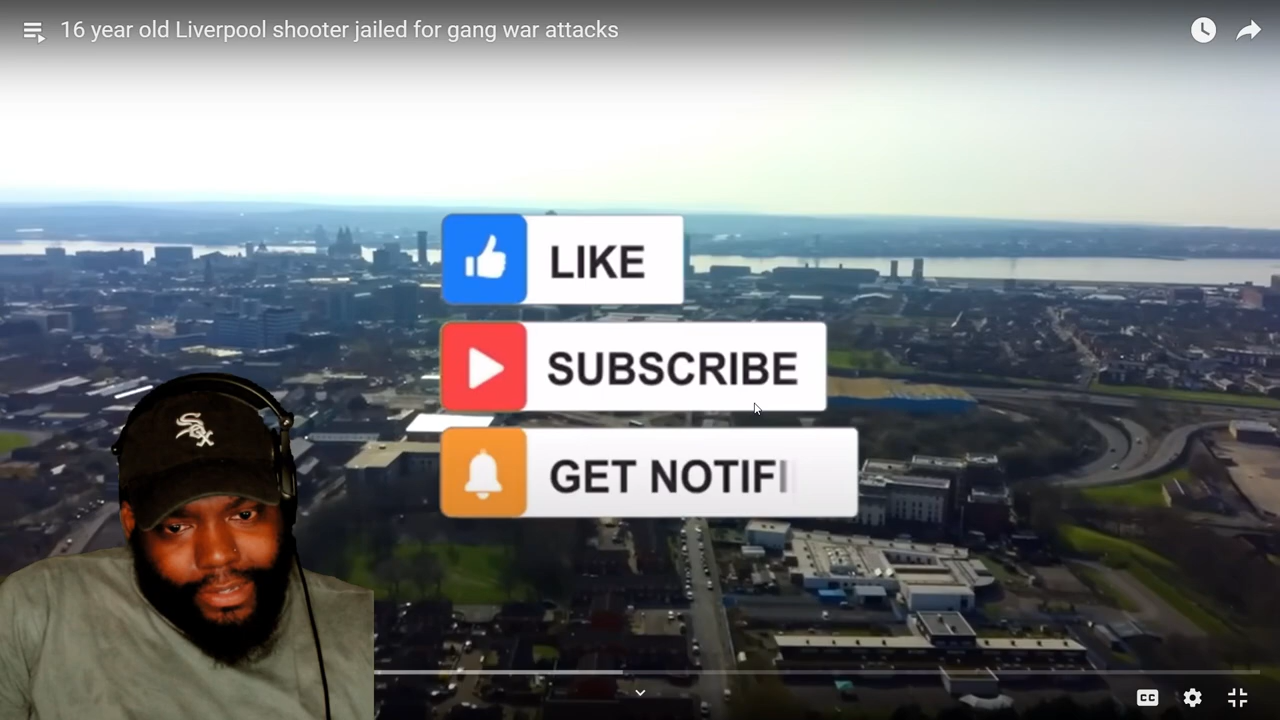 16 year old Liverpool shooter jailed for gang war attacks
LIKE
SUBSCRIBE
GET NOTIFI
Sox
CC